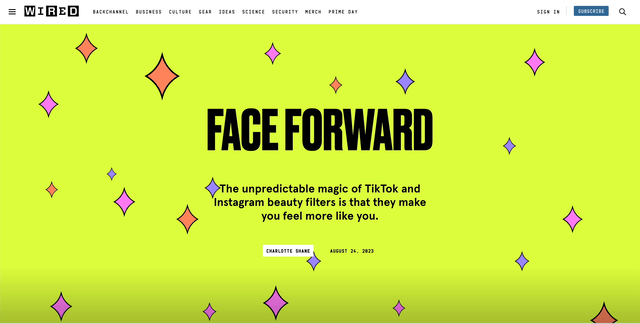 WIRED BACKCHANNEL BUSINESS CULTURE GEAR IDEAS SCIENCE SECURITY MERCH PRIME DAY SIGN IN SUBSCRIBE
FACE FORWARD
The unpredictable magic of TikTok and
Instagram beauty filters is that they make
you feel more like you.
CHARLOTTE SHANE AUGUST 24, 2023